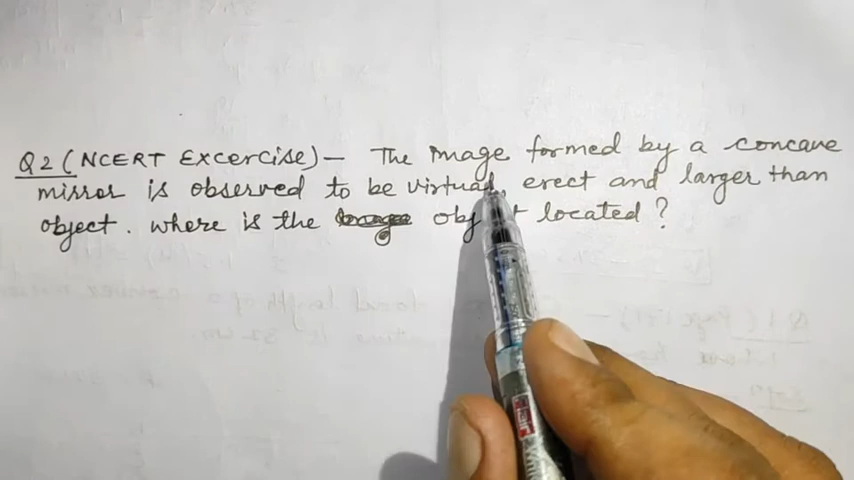 Q2 (NCERT Excercise) - The Image formed by a concave
mirror is observed to be virtual, erect and larger than
object. where is the object located?